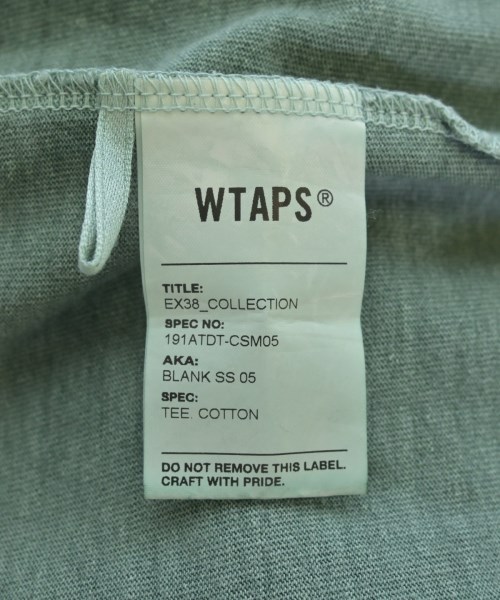 WTAPS®
TITLE:
EX38_COLLECTION
SPEC NO:
191ATDT-CSM05
AKA:
BLANK SS 05
SPEC:
TEE. COTTON
DO NOT REMOVE THIS LABEL.
CRAFT WITH PRIDE.